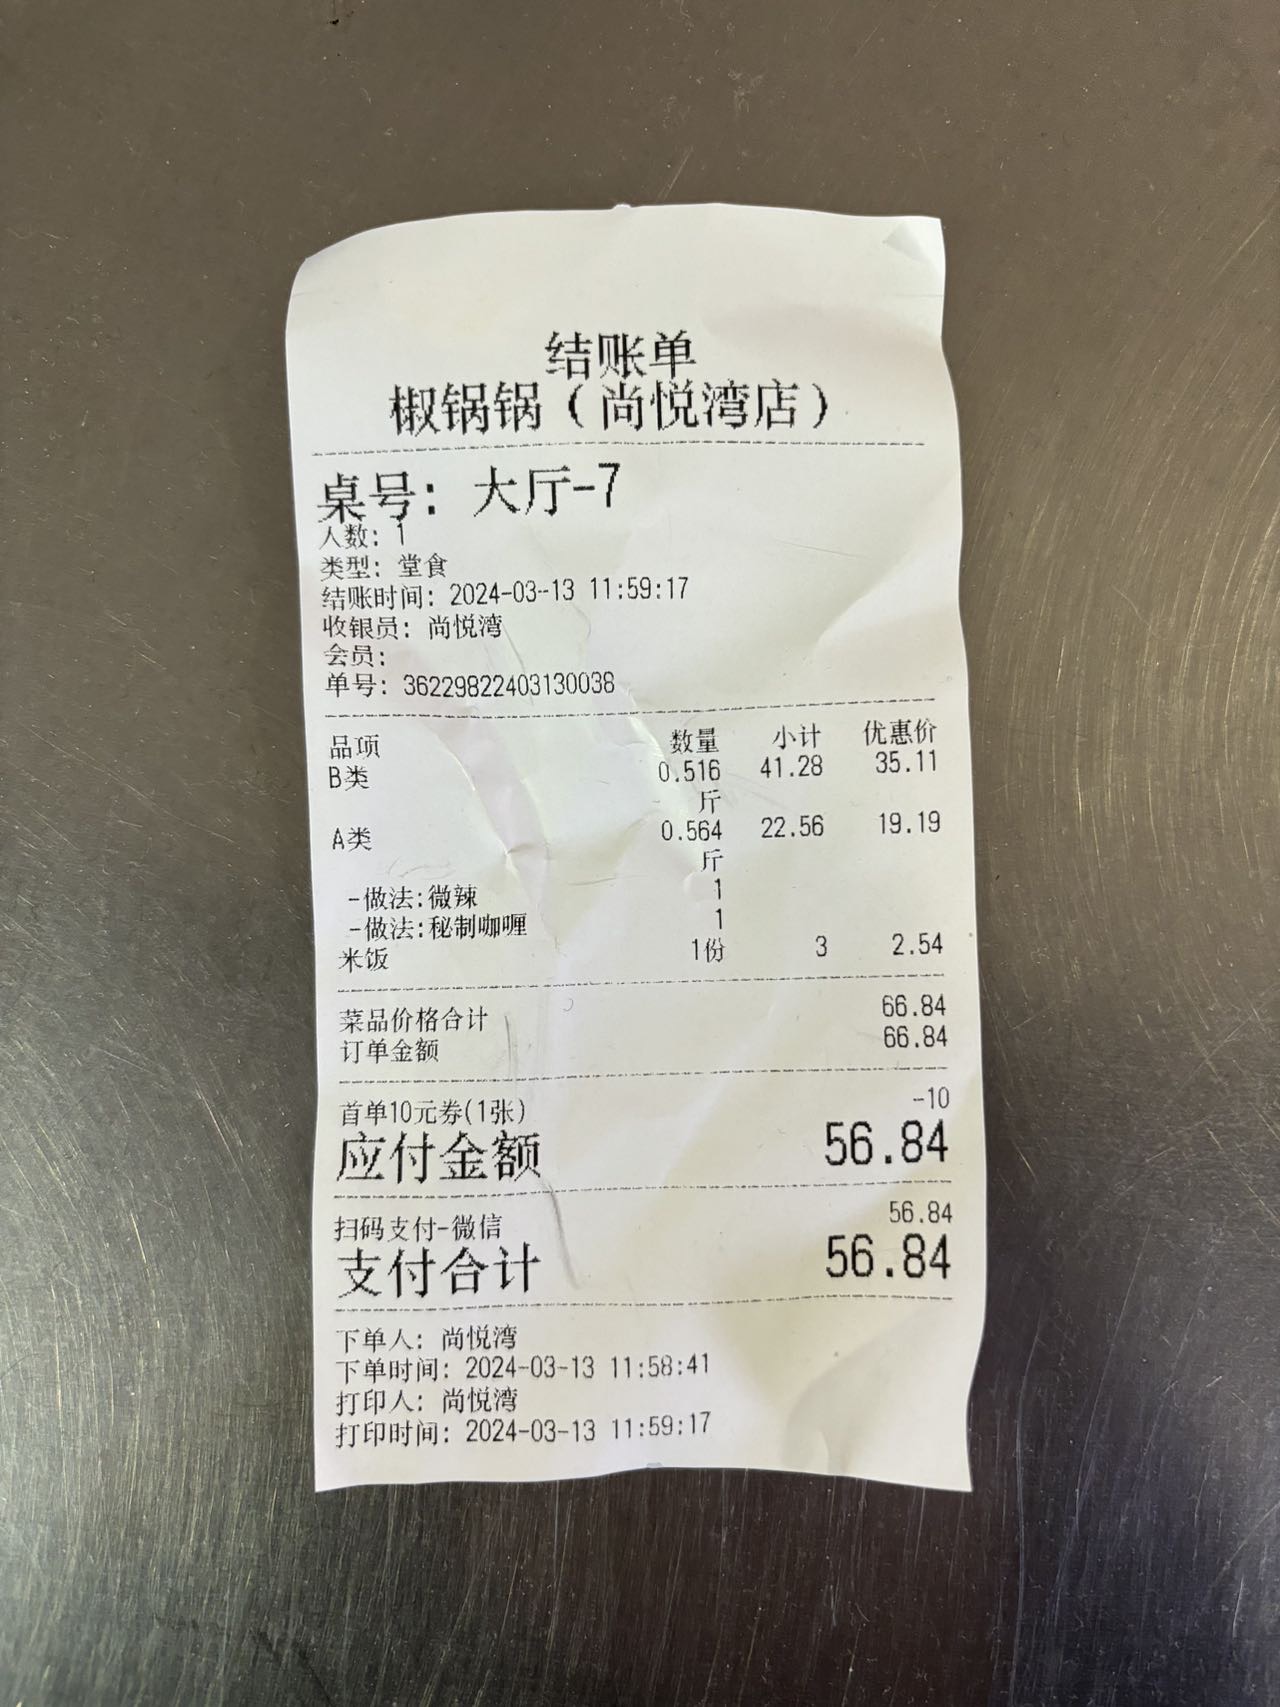 结账单
椒锅锅（尚悦湾店）
桌号: 大厅-7
人数: 1
类型: 堂食
结账时间: 2024-03-13 11:59:17
收银员: 尚悦湾
会员:
单号: 36229822403130038
品项 数量 小计 优惠价
B类 0.516 41.28 35.11
斤
A类 0.564 22.56 19.19
斤
-做法:微辣 1
-做法:秘制咖喱 1
米饭 1份 3 2.54
菜品价格合计 66.84
订单金额 66.84
首单10元券(1张) -10
应付金额 56.84
扫码支付-微信 56.84
支付合计 56.84
下单人: 尚悦湾
下单时间: 2024-03-13 11:58:41
打印人: 尚悦湾
打印时间: 2024-03-13 11:59:17